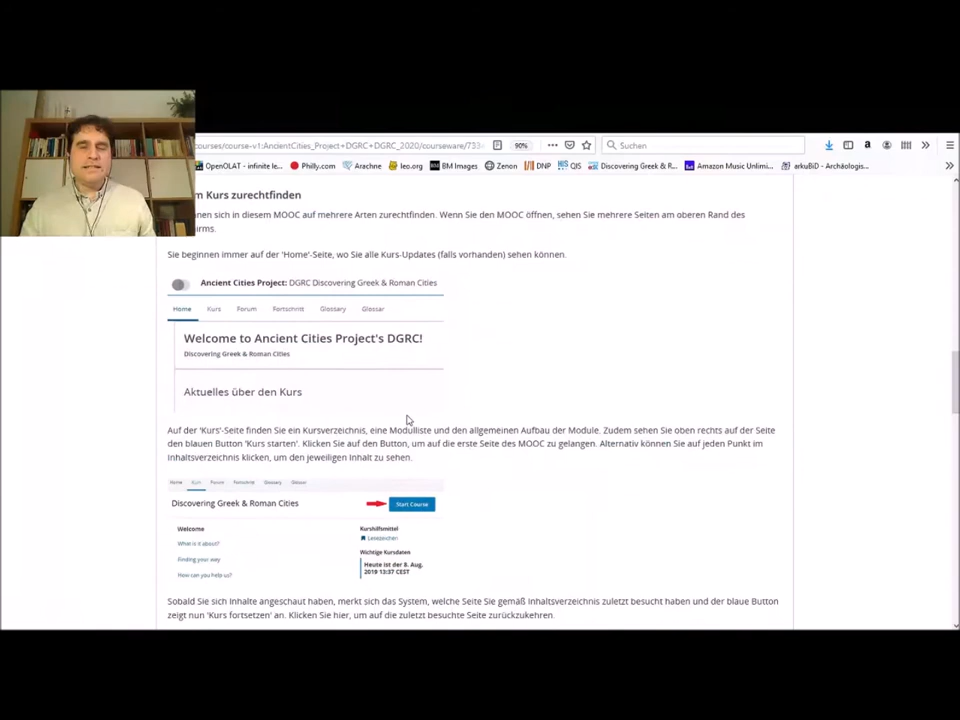 courses/course-v1:AncientCities_Project+DGRC+DGRC_2020/courseware/733
90%
Suchen
OpenOLAT - infinite le...
Philly.com
Arachne
leo.org
BM Images
Zenon
DNP
QIS
Discovering Greek & R...
Amazon Music Unlimi...
arkuBiD - Archäologis...
m Kurs zurechtfinden
nnen sich in diesem MOOC auf mehrere Arten zurechtfinden. Wenn Sie den MOOC öffnen, sehen Sie mehrere Seiten am oberen Rand des
irms.
Sie beginnen immer auf der 'Home'-Seite, wo Sie alle Kurs-Updates (falls vorhanden) sehen können.
Ancient Cities Project: DGRC Discovering Greek & Roman Cities
Home Kurs Forum Fortschritt Glossary Glossar
Welcome to Ancient Cities Project's DGRC!
Discovering Greek & Roman Cities
Aktuelles über den Kurs
Auf der 'Kurs'-Seite finden Sie ein Kursverzeichnis, eine Modulliste und den allgemeinen Aufbau der Module. Zudem sehen Sie oben rechts auf der Seite
den blauen Button 'Kurs starten'. Klicken Sie auf den Button, um auf die erste Seite des MOOC zu gelangen. Alternativ können Sie auf jeden Punkt im
Inhaltsverzeichnis klicken, um den jeweiligen Inhalt zu sehen.
Home Kurs Forum Fortschritt Glossary Glossar
Discovering Greek & Roman Cities
Start Course
Welcome
What is it about?
Finding your way
How can you help us?
Kurshilfsmittel
Lesezeichen
Wichtige Kursdaten
Heute ist der 8. Aug.
2019 13:37 CEST
Sobald Sie sich Inhalte angeschaut haben, merkt sich das System, welche Seite Sie gemäß Inhaltsverzeichnis zuletzt besucht haben und der blaue Button
zeigt nun 'Kurs fortsetzen' an. Klicken Sie hier, um auf die zuletzt besuchte Seite zurückzukehren.